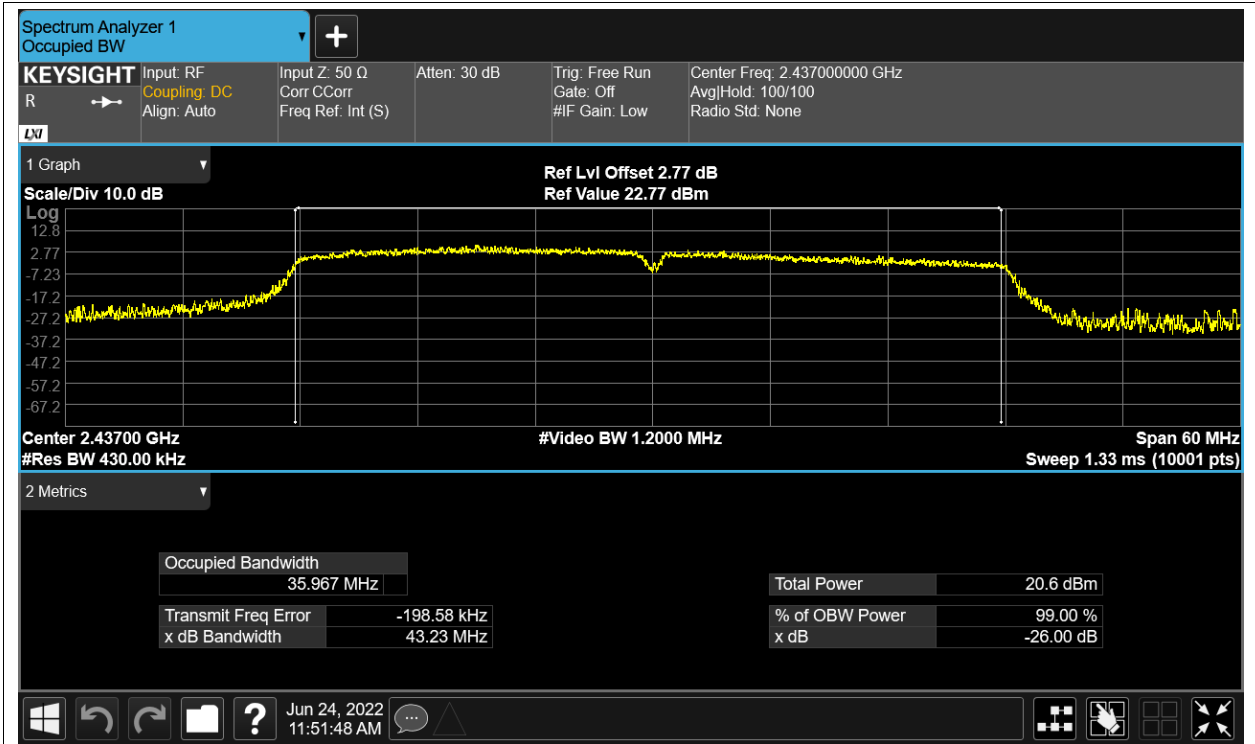 Spectrum Analyzer 1
Occupied BW
KEYSIGHT
R
LXI
Input: RF
Coupling: DC
Align: Auto
Input Z: 50 Ω
Corr CCorr
Freq Ref: Int (S)
Atten: 30 dB
Trig: Free Run
Gate: Off
#IF Gain: Low
Center Freq: 2.437000000 GHz
Avg|Hold: 100/100
Radio Std: None
1 Graph
Scale/Div 10.0 dB
Ref Lvl Offset 2.77 dB
Ref Value 22.77 dBm
Log
12.8
2.77
-7.23
-17.2
-27.2
-37.2
-47.2
-57.2
-67.2
Center 2.43700 GHz
#Res BW 430.00 kHz
#Video BW 1.2000 MHz
Span 60 MHz
Sweep 1.33 ms (10001 pts)
2 Metrics
Occupied Bandwidth
35.967 MHz
Transmit Freq Error -198.58 kHz
x dB Bandwidth 43.23 MHz
Total Power 20.6 dBm
% of OBW Power 99.00 %
x dB -26.00 dB
?
Jun 24, 2022
11:51:48 AM